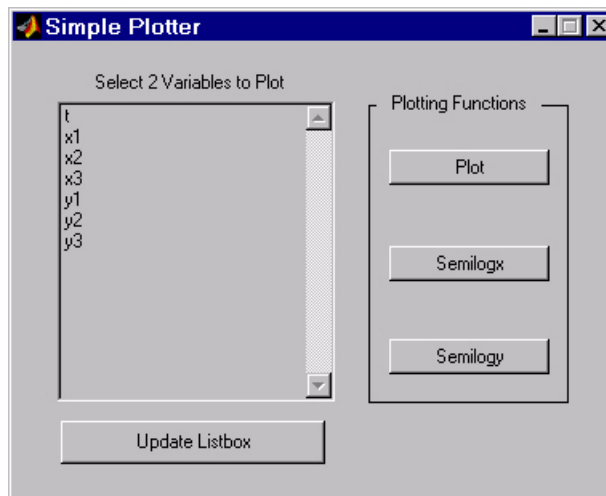 Simple Plotter
Select 2 Variables to Plot
t
x1
x2
x3
y1
y2
y3
Update Listbox
Plotting Functions
Plot
Semilogx
Semilogy